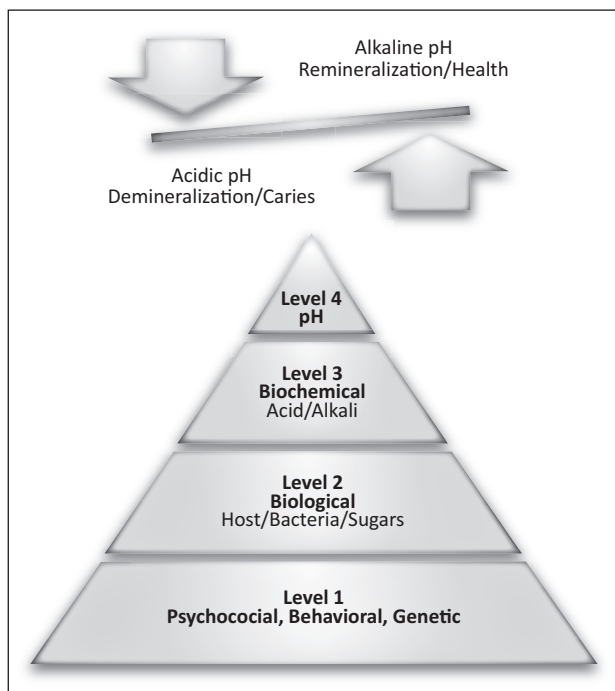 Alkaline pH
Remineralization/Health
Acidic pH
Demineralization/Caries
Level 4
pH
Level 3
Biochemical
Acid/Alkali
Level 2
Biological
Host/Bacteria/Sugars
Level 1
Psychococial, Behavioral, Genetic